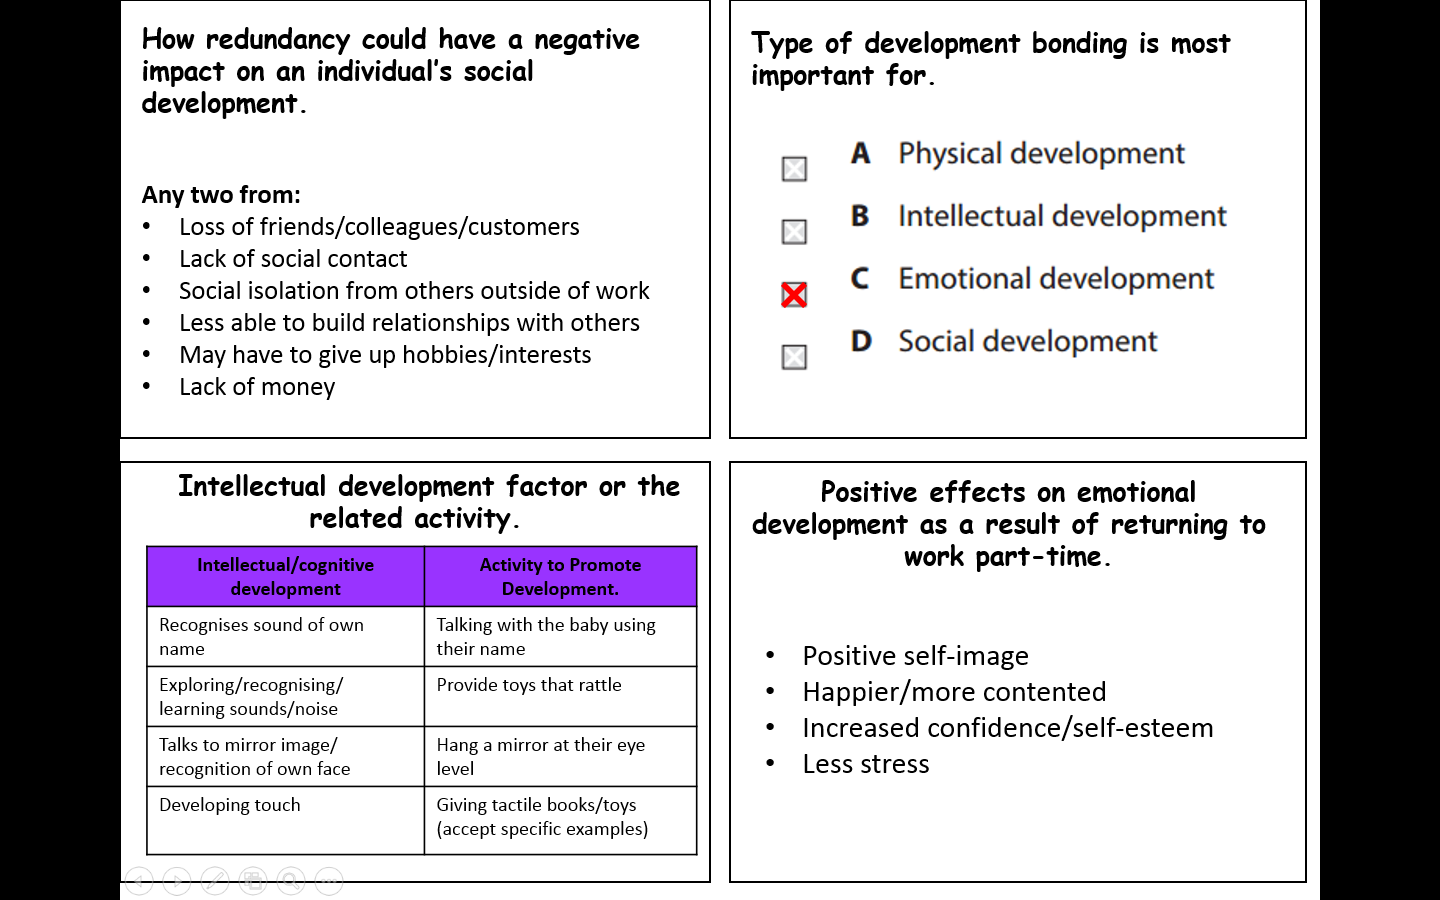 How redundancy could have a negative
impact on an individual's social
development.
Any two from:
• Loss of friends/colleagues/customers
• Lack of social contact
• Social isolation from others outside of work
• Less able to build relationships with others
• May have to give up hobbies/interests
• Lack of money
Type of development bonding is most
important for.
A Physical development
B Intellectual development
C Emotional development
D Social development
Intellectual development factor or the
related activity.
Intellectual/cognitive
development
Activity to Promote
Development.
Recognises sound of own
name
Talking with the baby using
their name
Exploring/recognising/
learning sounds/noise
Provide toys that rattle
Talks to mirror image/
recognition of own face
Hang a mirror at their eye
level
Developing touch
Giving tactile books/toys
(accept specific examples)
Positive effects on emotional
development as a result of returning to
work part-time.
• Positive self-image
• Happier/more contented
• Increased confidence/self-esteem
• Less stress